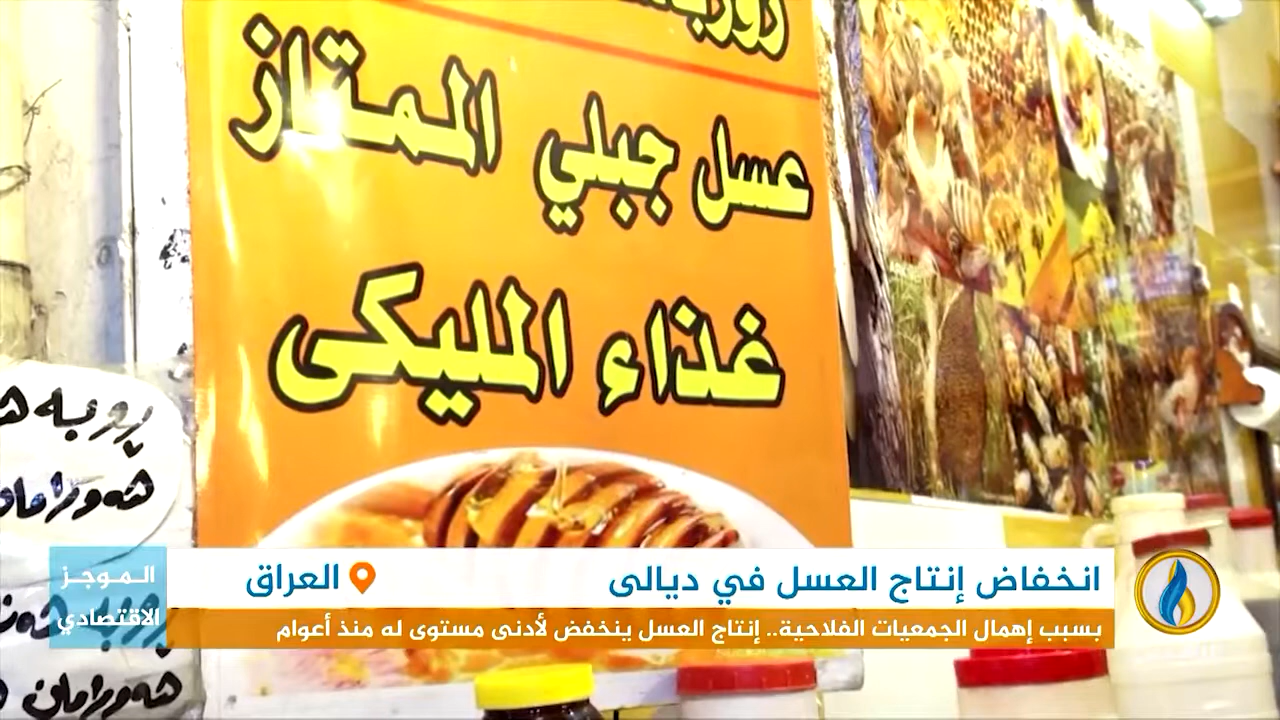 عسل جبلي الممتاز
غذاء المليكى
انخفاض إنتاج العسل في ديالى
العراق
بسبب إهمال الجمعيات الفلاحية.. إنتاج العسل ينخفض لأدنى مستوى له منذ أعوام
الموجز
الاقتصادي